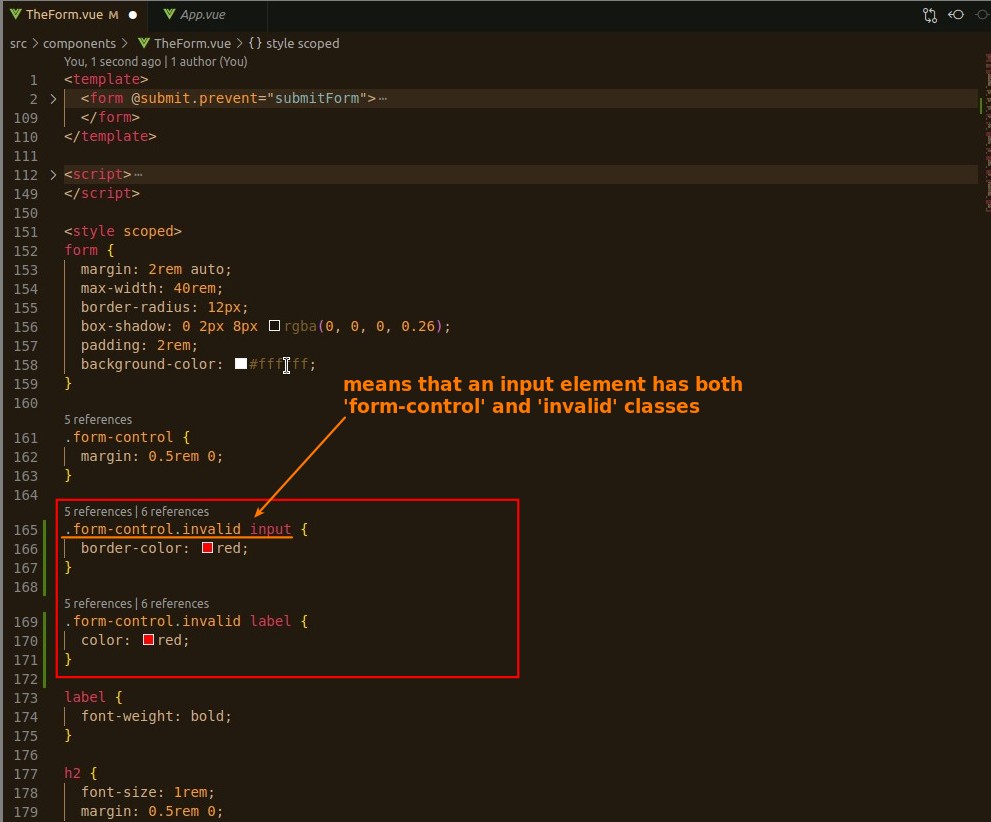 TheForm.vue M
App.vue
src > components > TheForm.vue > {} style scoped
You, 1 second ago | 1 author (You)
1 <template>
2 > <form @submit.prevent="submitForm">⋯
109 </form>
110 </template>
111
112 > <script>⋯
149 </script>
150
151 <style scoped>
152 form {
153 margin: 2rem auto;
154 max-width: 40rem;
155 border-radius: 12px;
156 box-shadow: 0 2px 8px rgba(0, 0, 0, 0.26);
157 padding: 2rem;
158 background-color: #ffffff;
159 }
means that an input element has both
'form-control' and 'invalid' classes
160
5 references
161 .form-control {
162 margin: 0.5rem 0;
163 }
164
5 references | 6 references
165 .form-control.invalid input {
166 border-color: red;
167 }
168
5 references | 6 references
169 .form-control.invalid label {
170 color: red;
171 }
172
173 label {
174 font-weight: bold;
175 }
176
177 h2 {
178 font-size: 1rem;
179 margin: 0.5rem 0;